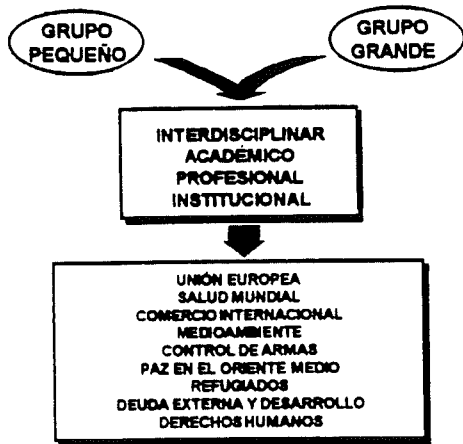 GRUPO
PEQUEÑO
GRUPO
GRANDE
INTERDISCIPLINAR
ACADÉMICO
PROFESIONAL
INSTITUCIONAL
UNIÓN EUROPEA
SALUD MUNDIAL
COMERCIO INTERNACIONAL
MEDIOAMBIENTE
CONTROL DE ARMAS
PAZ EN EL ORIENTE MEDIO
REFUGIADOS
DEUDA EXTERNA Y DESARROLLO
DERECHOS HUMANOS